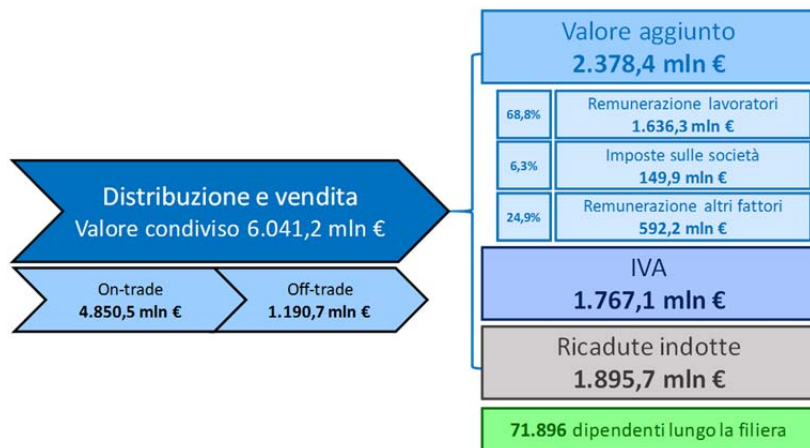 Distribuzione e vendita
Valore condiviso 6.041,2 mln €
On-trade
4.850,5 mln €
Off-trade
1.190,7 mln €
Valore aggiunto
2.378,4 mln €
68,8%
Remunerazione lavoratori
1.636,3 mln €
6,3%
Imposte sulle società
149,9 mln €
24,9%
Remunerazione altri fattori
592,2 mln €
IVA
1.767,1 mln €
Ricadute indotte
1.895,7 mln €
71.896 dipendenti lungo la filiera